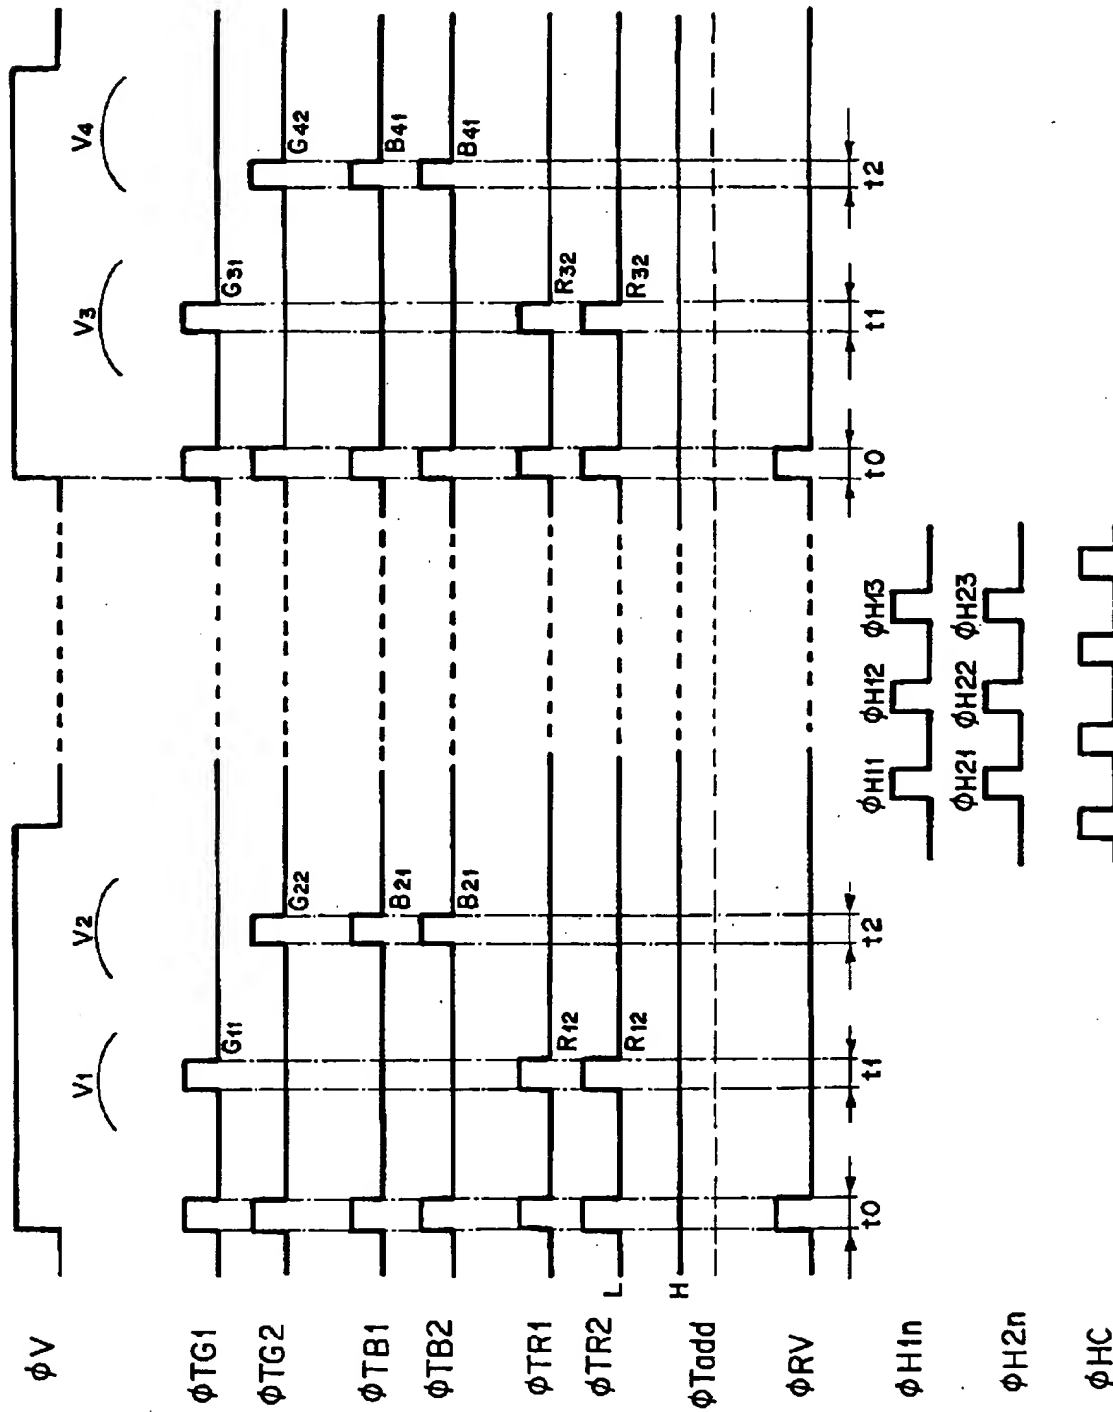 φV V1 V2 V3 V4
φTG1 G11 G31
φTG2 G22 G42
φTB1 B21 B41
φTB2 B21 B41
φTR1 R12 R32
φTR2 L R12 R32
H
φTadd
φRV
t0 t1 t2 t0 t1 t2
φH1n φH11 φH12 φH13
φH2n φH21 φH22 φH23
φHC